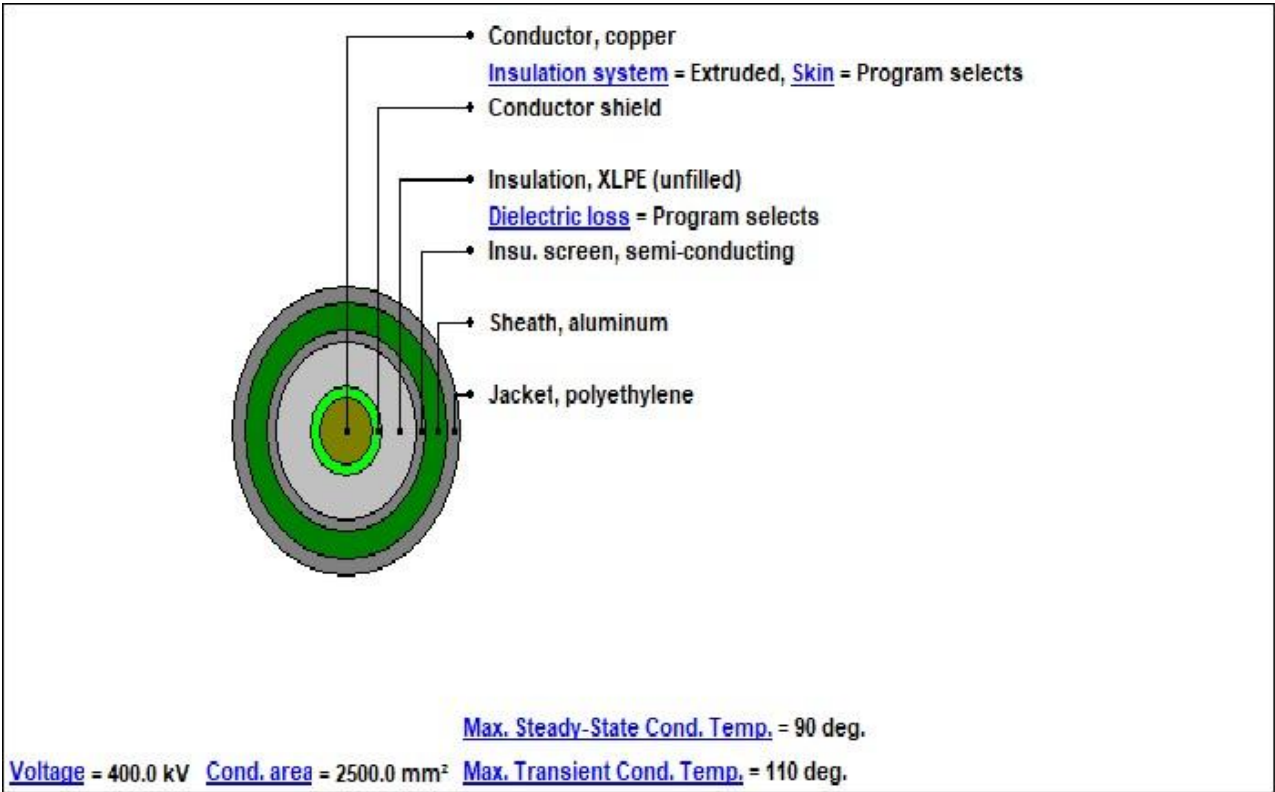 Conductor, copper
Insulation system = Extruded, Skin = Program selects
Conductor shield
Insulation, XLPE (unfilled)
Dielectric loss = Program selects
Insu. screen, semi-conducting
Sheath, aluminum
Jacket, polyethylene
Max. Steady-State Cond. Temp. = 90 deg.
Voltage = 400.0 kV Cond. area = 2500.0 mm² Max. Transient Cond. Temp. = 110 deg.